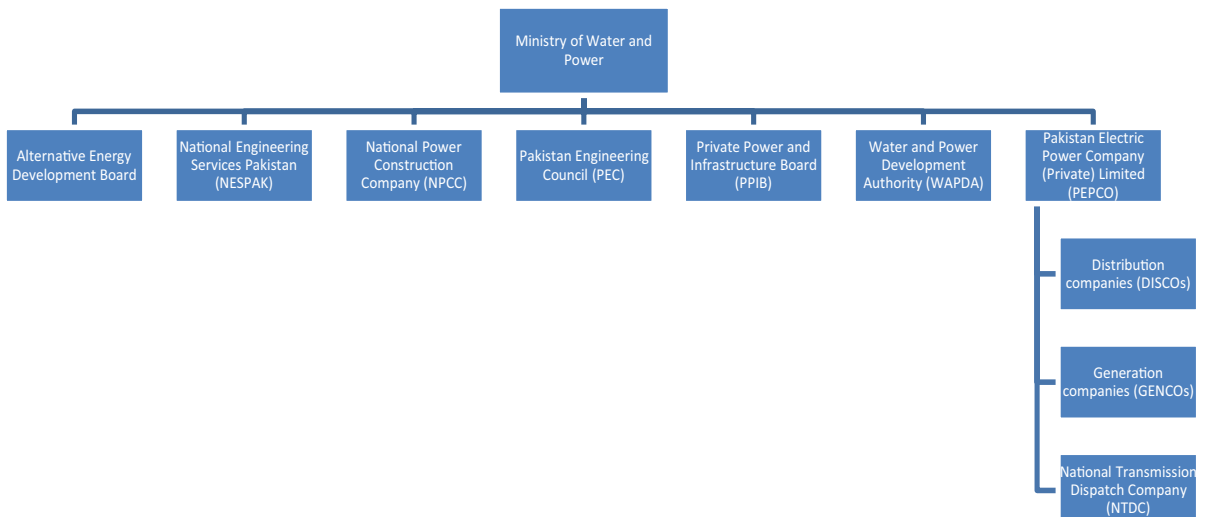 Ministry of Water and
Power
Alternative Energy
Development Board
National Engineering
Services Pakistan
(NESPAK)
National Power
Construction
Company (NPCC)
Pakistan Engineering
Council (PEC)
Private Power and
Infrastructure Board
(PPIB)
Water and Power
Development
Authority (WAPDA)
Pakistan Electric
Power Company
(Private) Limited
(PEPCO)
Distribution
companies (DISCOs)
Generation
companies (GENCOs)
National Transmission
Dispatch Company
(NTDC)